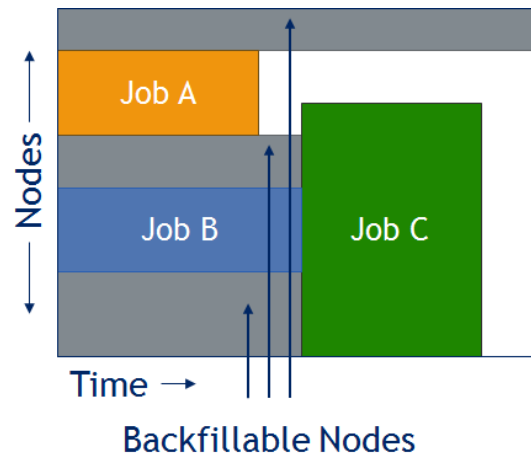 Job A
Nodes
Job B
Job C
Time
Backfillable Nodes